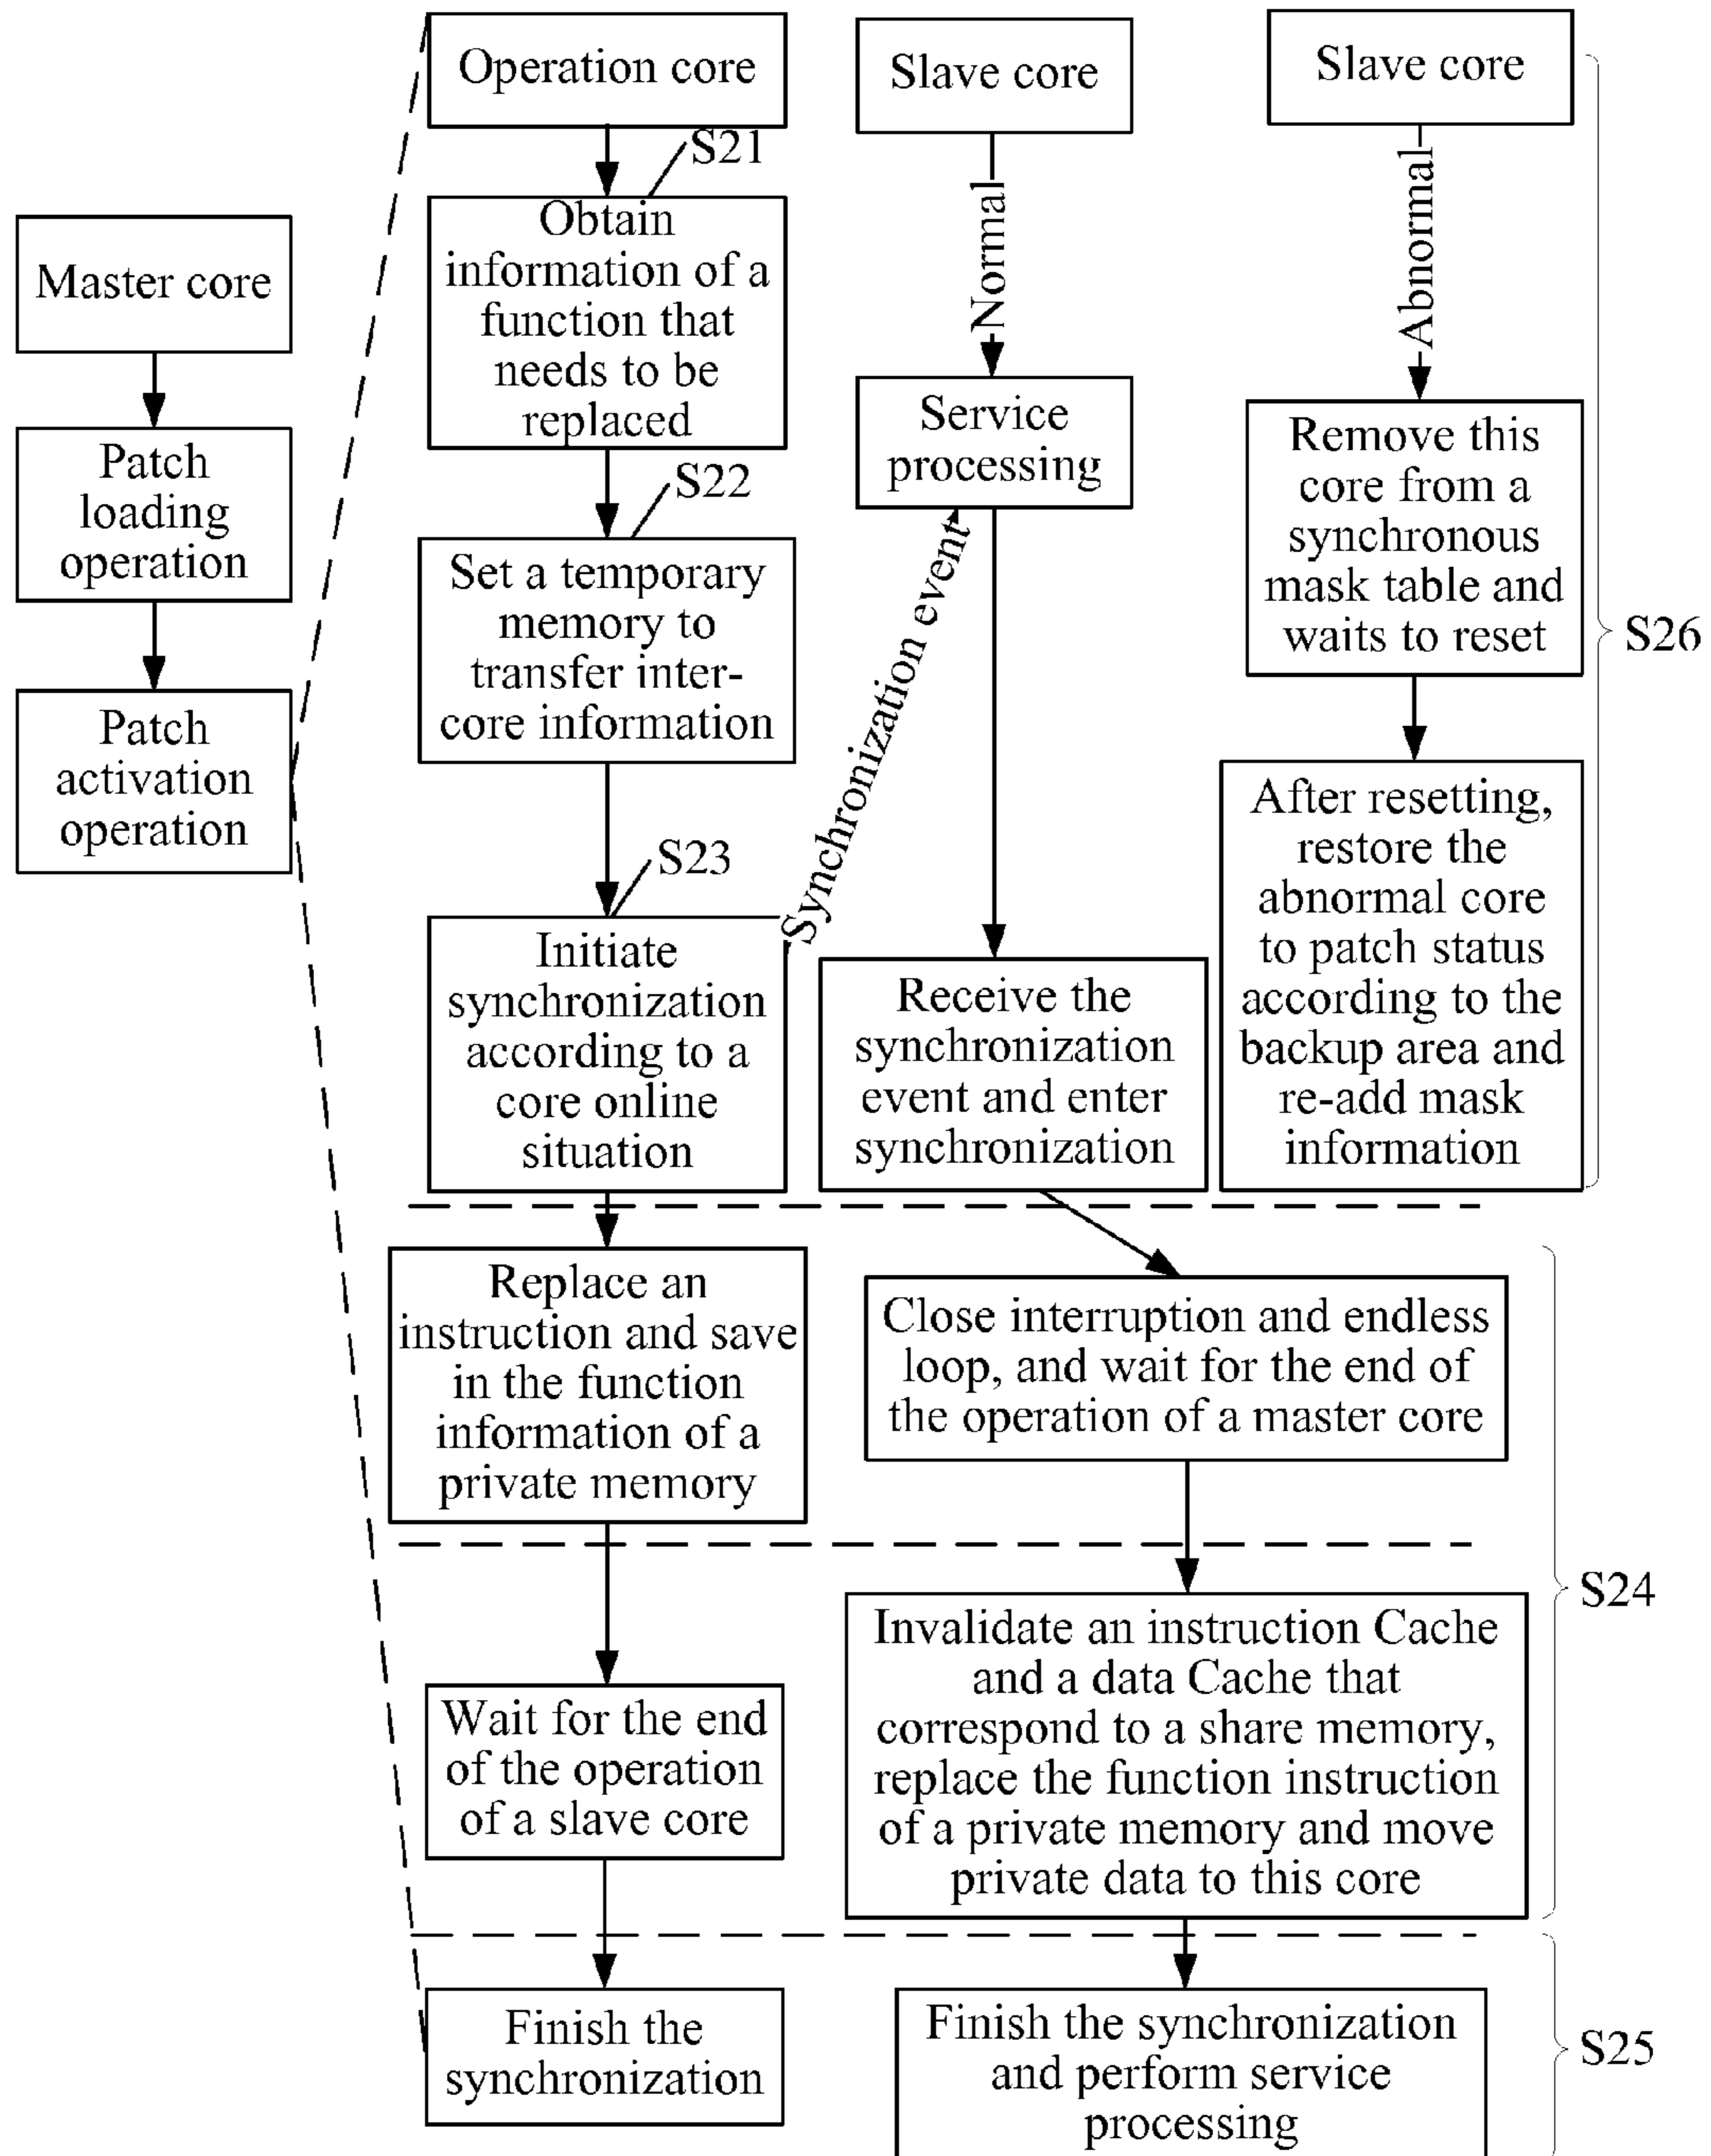 Master core
Patch
loading
operation
Patch
activation
operation
Operation core
S21
Obtain
information of a
function that
needs to be
replaced
S22
Set a temporary
memory to
transfer inter-
core information
S23
Initiate
synchronization
according to a
core online
situation
Synchronization event
Replace an
instruction and save
in the function
information of a
private memory
Wait for the end
of the operation
of a slave core
Finish the
synchronization
Slave core
Normal
Service
processing
Receive the
synchronization
event and enter
synchronization
Close interruption and endless
loop, and wait for the end of
the operation of a master core
Invalidate an instruction Cache
and a data Cache that
correspond to a share memory,
replace the function instruction
of a private memory and move
private data to this core
Finish the synchronization
and perform service
processing
Slave core
Abnormal
Remove this
core from a
synchronous
mask table and
waits to reset
After resetting,
restore the
abnormal core
to patch status
according to the
backup area and
re-add mask
information
S26
S24
S25